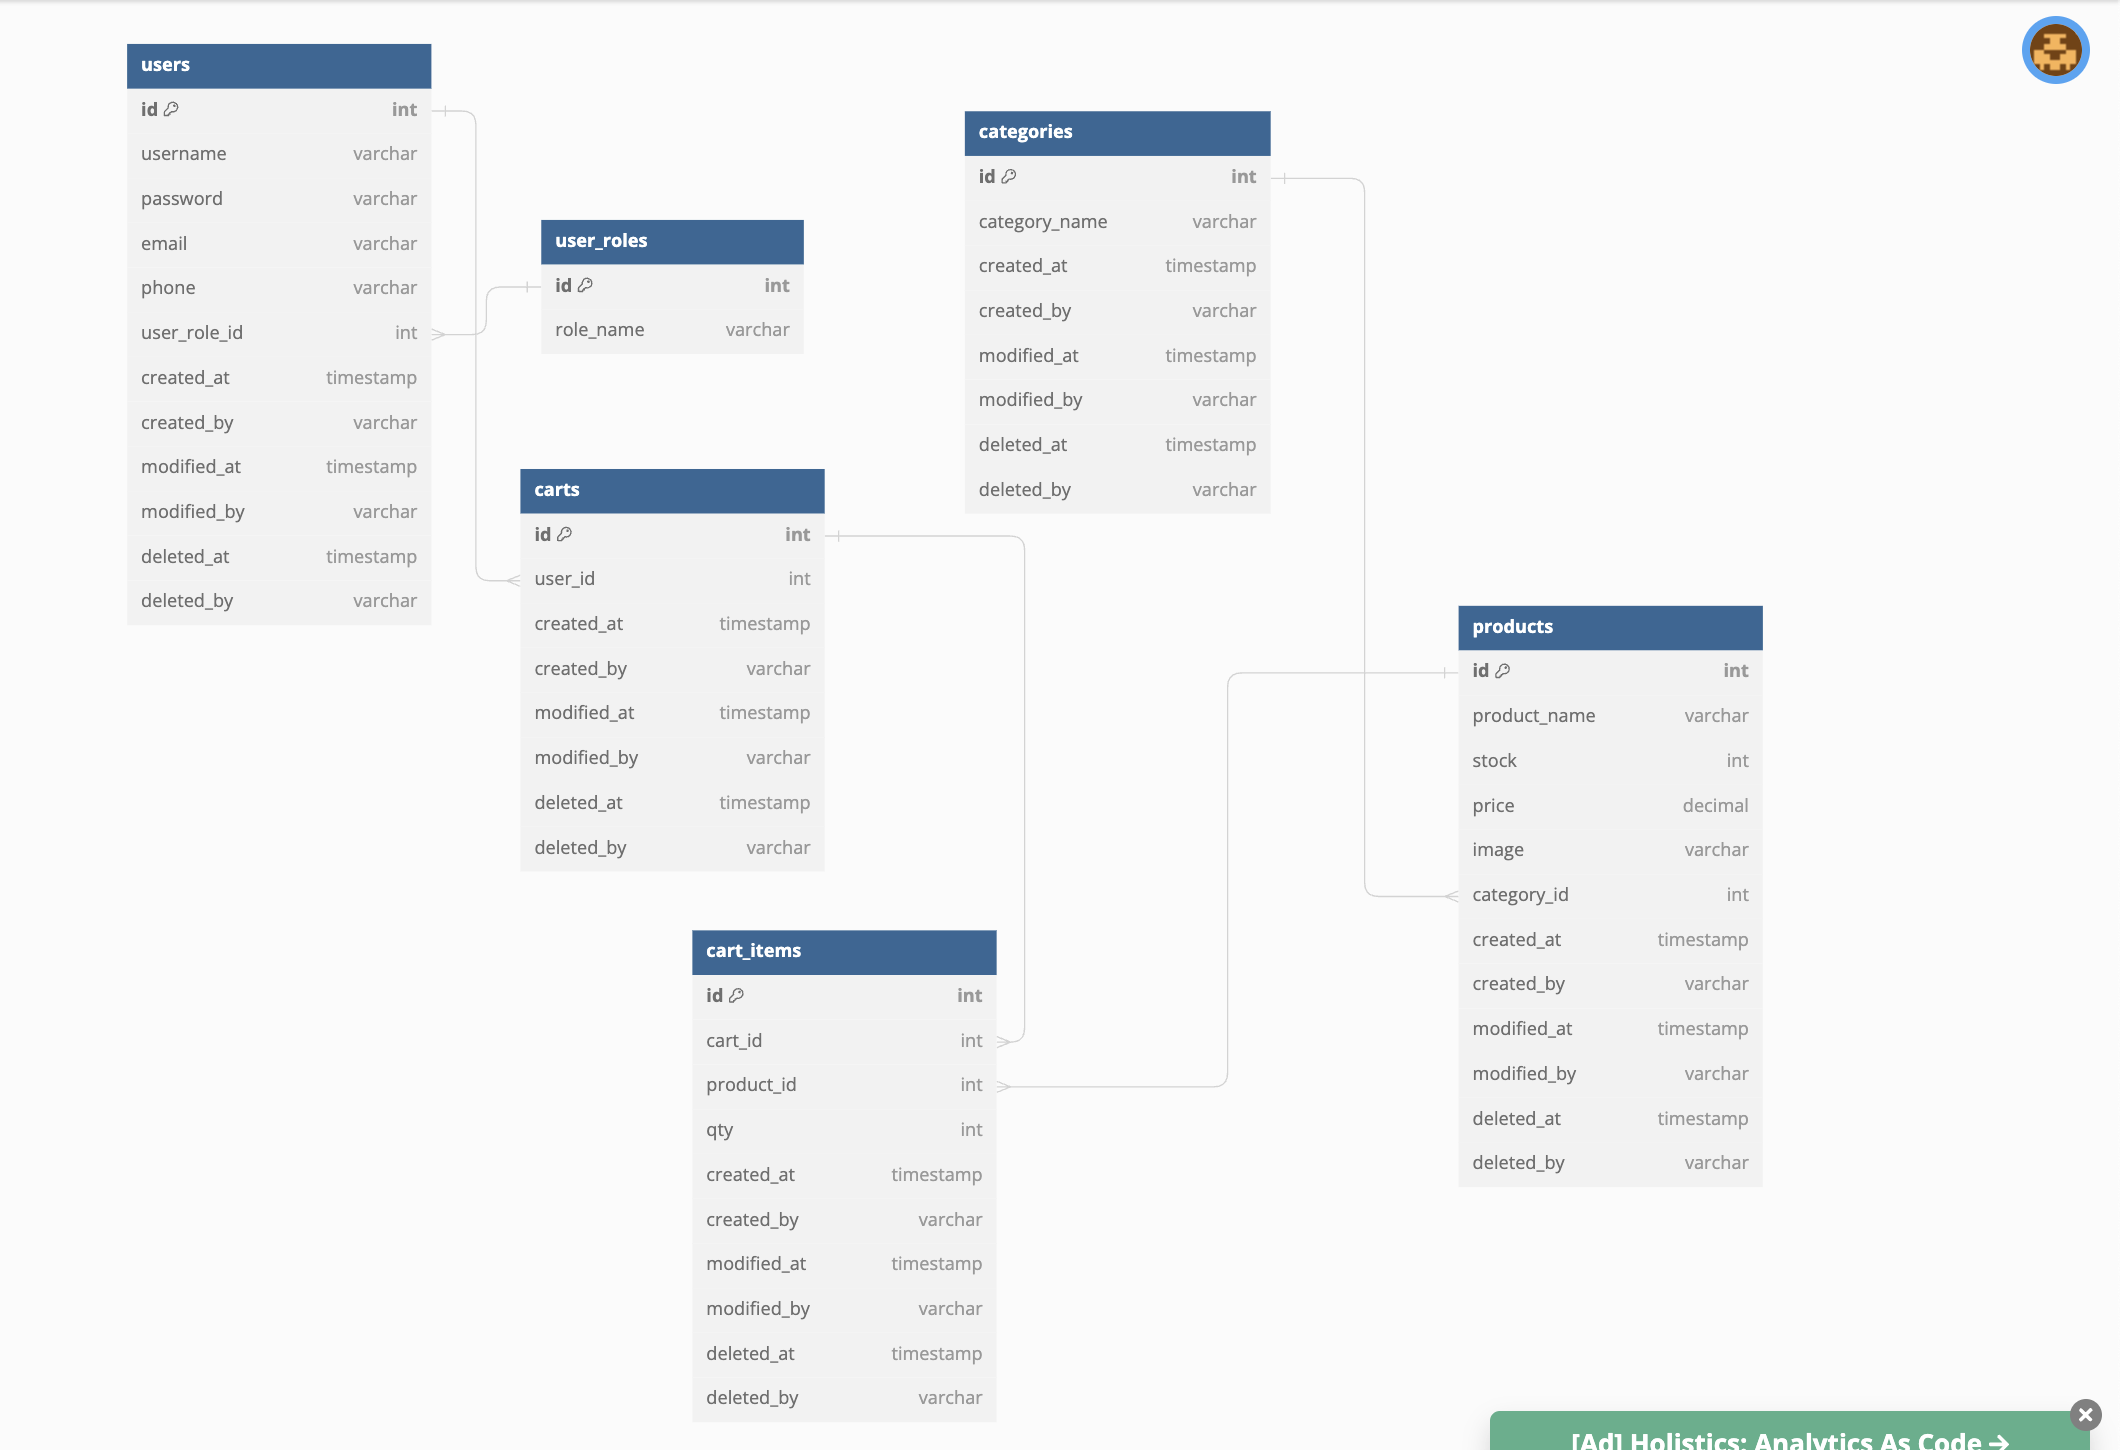 users
id int
username varchar
password varchar
email varchar
phone varchar
user_role_id int
created_at timestamp
created_by varchar
modified_at timestamp
modified_by varchar
deleted_at timestamp
deleted_by varchar
user_roles
id int
role_name varchar
carts
id int
user_id int
created_at timestamp
created_by varchar
modified_at timestamp
modified_by varchar
deleted_at timestamp
deleted_by varchar
categories
id int
category_name varchar
created_at timestamp
created_by varchar
modified_at timestamp
modified_by varchar
deleted_at timestamp
deleted_by varchar
cart_items
id int
cart_id int
product_id int
qty int
created_at timestamp
created_by varchar
modified_at timestamp
modified_by varchar
deleted_at timestamp
deleted_by varchar
products
id int
product_name varchar
stock int
price decimal
image varchar
category_id int
created_at timestamp
created_by varchar
modified_at timestamp
modified_by varchar
deleted_at timestamp
deleted_by varchar
[Ad] Holistics: Analytics As Code →